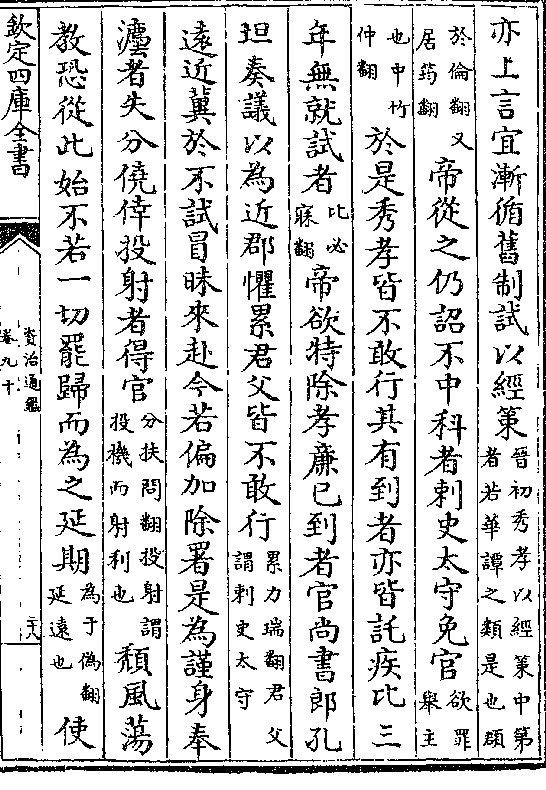 亦上言宜漸循舊制試以經策晉初秀孝以經策中第
者若華譚之類是也頵
於倫翻又
居筠翻帝從之仍詔不中科者刺史太守免官欲罪
舉主
也中竹
仲翻於是秀孝皆不敢行其有到者亦皆託疾比三
年無就試者比必
寐翻帝欲特除孝廉已到者官尚書郎孔
坦奏議以為近郡懼累君父皆不敢行累力瑞翻君父
謂刺史太守
遠近冀於不試冒昧來赴今若偏加除署是為謹身奉
灋者失分僥倖投射者得官分扶問翻投射謂
投機而射利也頹風蕩
教恐從此始不若一切罷歸而為之延期為于偽翻
延遠也使
欽定四庫全書
資治通鑑
卷九十